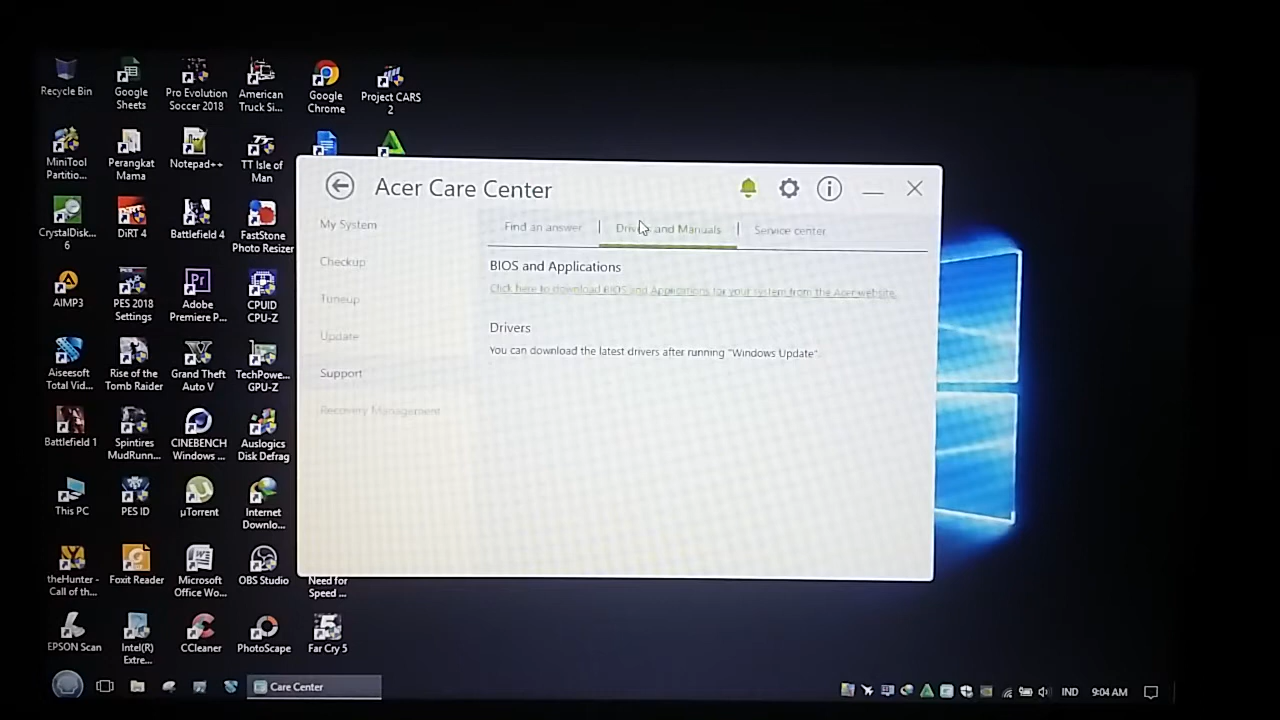 Recycle Bin
Google
Sheets
Pro Evolution
Soccer 2018
American
Truck Si...
Google
Chrome
Project CARS
2
MiniTool
Partitio...
Perangkat
Mama
Notepad++
TT Isle of
Man
CrystalDisk...
6
DiRT 4
Battlefield 4
FastStone
Photo Resizer
AIMP3
PES 2018
Settings
Adobe
Premiere P...
CPUID
CPU-Z
Aiseesoft
Total Vid...
Rise of the
Tomb Raider
Grand Theft
Auto V
TechPowe...
GPU-Z
Battlefield 1
Spintires
MudRunn...
CINEBENCH
Windows ...
Auslogics
Disk Defrag
This PC
PES ID
µTorrent
Internet
Downlo...
theHunter -
Call of th...
Foxit Reader
Microsoft
Office Wo...
OBS Studio
Need for
Speed ...
EPSON Scan
Intel(R)
Extre...
CCleaner
PhotoScape
Far Cry 5
Acer Care Center
My System
Checkup
Tuneup
Update
Support
Recovery Management
Find an answer
Drivers and Manuals
Service center
BIOS and Applications
Click here to download BIOS and Applications for your system from the Acer website.
Drivers
You can download the latest drivers after running "Windows Update".
Care Center
IND
9:04 AM